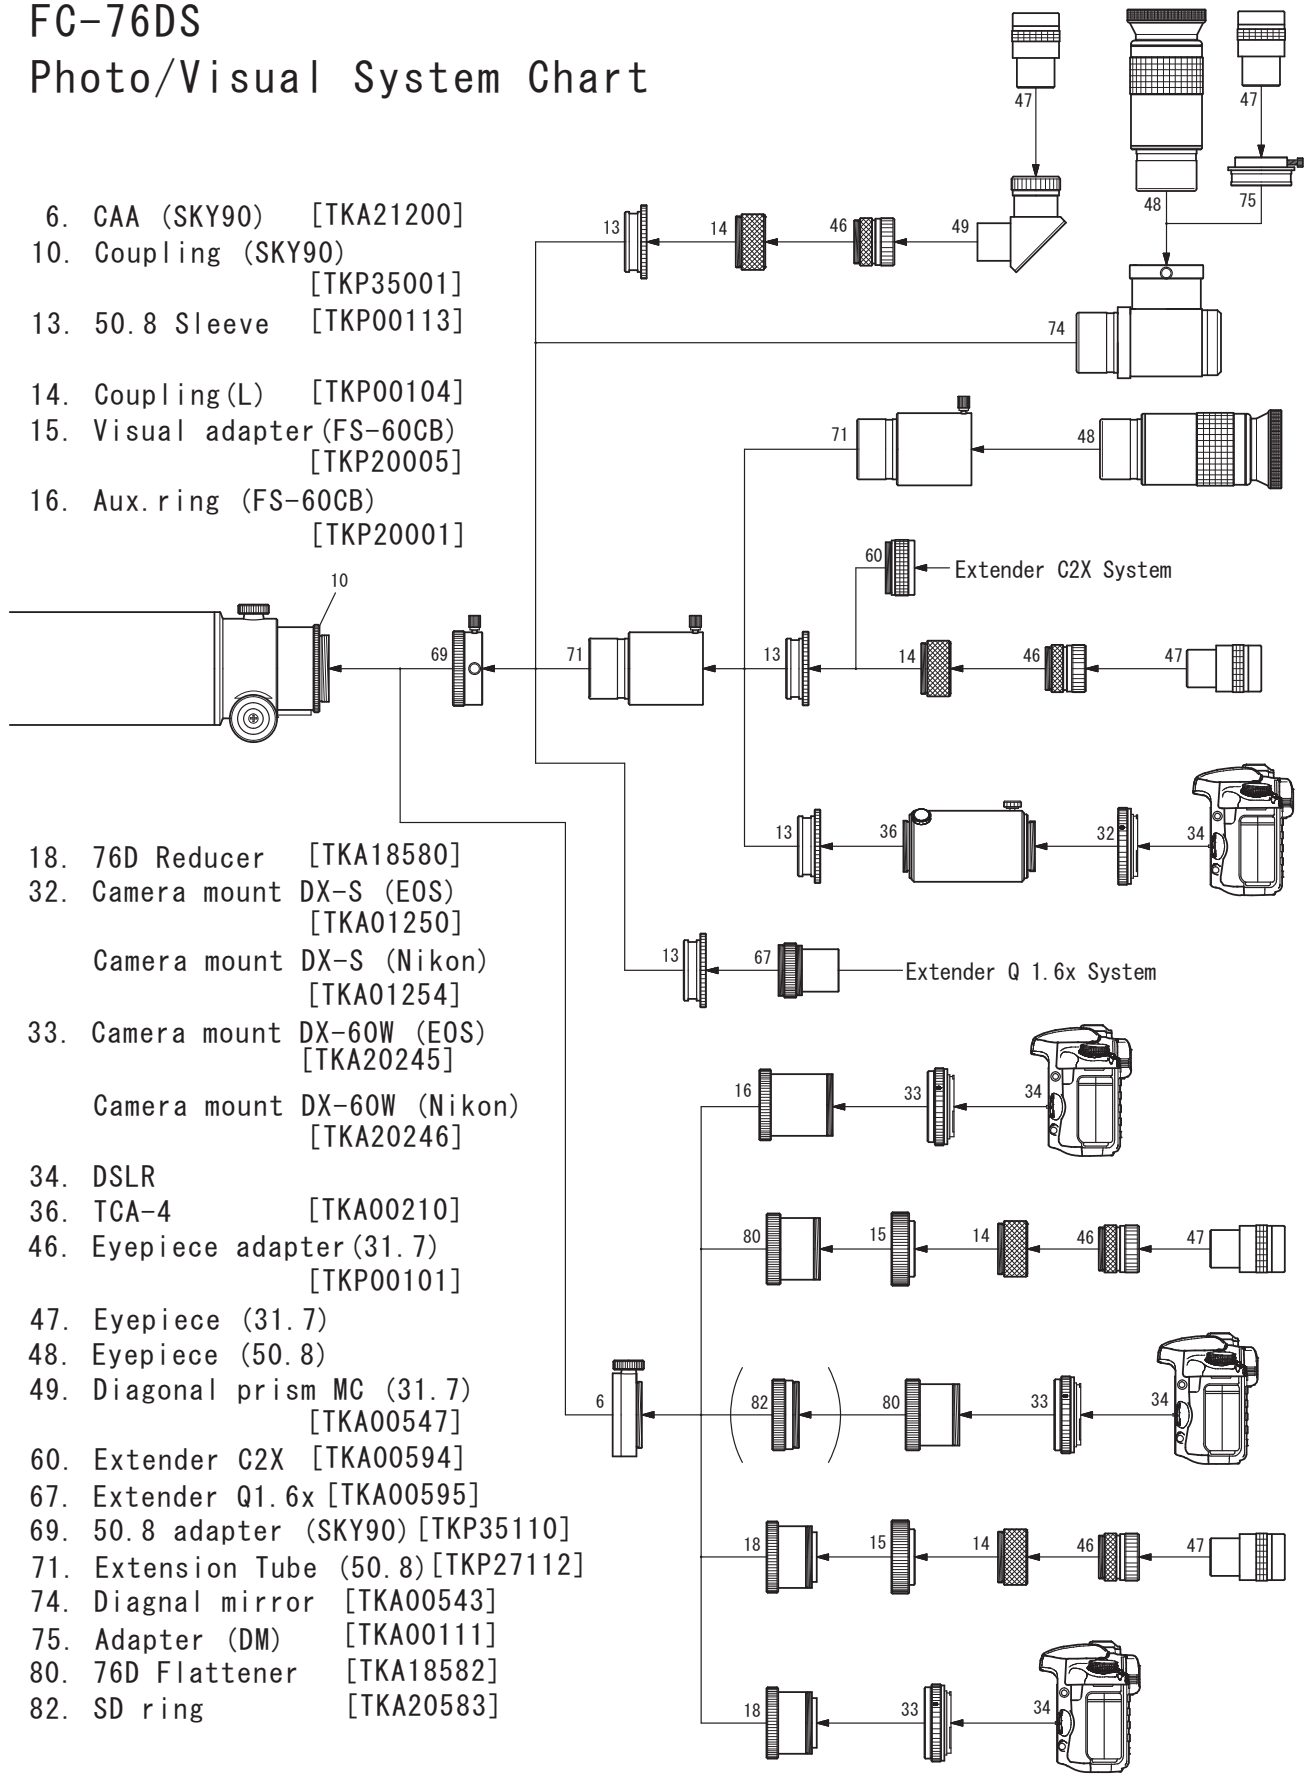 FC-76DS
Photo/Visual System Chart
6. CAA (SKY90) [TKA21200]
10. Coupling (SKY90)
[TKP35001]
13. 50.8 Sleeve [TKP00113]
14. Coupling(L) [TKP00104]
15. Visual adapter(FS-60CB)
[TKP20005]
16. Aux.ring (FS-60CB)
[TKP20001]
18. 76D Reducer [TKA18580]
32. Camera mount DX-S (EOS)
[TKA01250]
Camera mount DX-S (Nikon)
[TKA01254]
33. Camera mount DX-60W (EOS)
[TKA20245]
Camera mount DX-60W (Nikon)
[TKA20246]
34. DSLR
36. TCA-4 [TKA00210]
46. Eyepiece adapter(31.7)
[TKP00101]
47. Eyepiece (31.7)
48. Eyepiece (50.8)
49. Diagonal prism MC (31.7)
[TKA00547]
60. Extender C2X [TKA00594]
67. Extender Q1.6x [TKA00595]
69. 50.8 adapter (SKY90) [TKP35110]
71. Extension Tube (50.8) [TKP27112]
74. Diagnal mirror [TKA00543]
75. Adapter (DM) [TKA00111]
80. 76D Flattener [TKA18582]
82. SD ring [TKA20583]
47 47
48 75
13 14 46 49
74
71 48
60 Extender C2X System
10
69 71 13 14 46 47
13 36 32 34
13 67 Extender Q 1.6x System
16 33 34
80 15 14 46 47
6 ( 82 ) 80 33 34
18 15 14 46 47
18 33 34